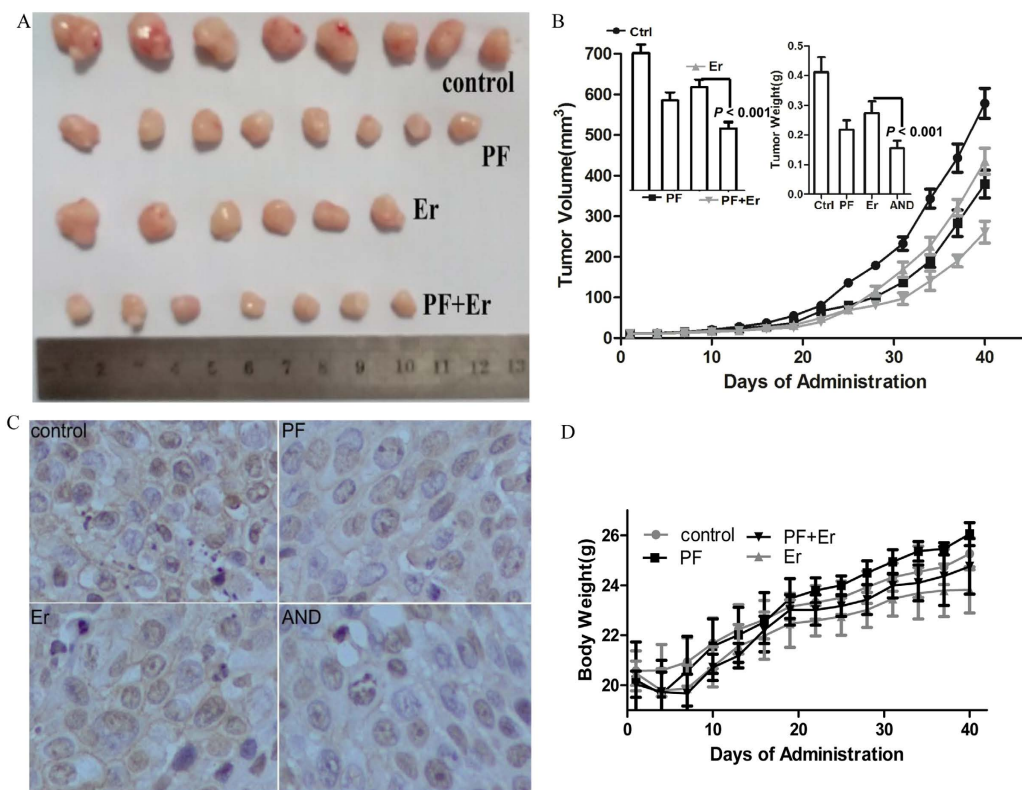 A
control
PF
Er
PF+Er
2 4 5 6 7 8 9 10 11 12 13
B
Ctrl
Er
P < 0.001
PF
PF+Er
Tumor Volume(mm³)
700
600
500
400
300
200
100
0
0 10 20 30 40
Days of Administration
Tumor Weight(g)
0.5
0.4
0.3
0.2
0.1
0.0
P < 0.001
Ctrl PF Er AND
C
control
PF
Er
AND
D
control
PF+Er
PF
Er
Body Weight(g)
26
24
22
20
0 10 20 30 40
Days of Administration